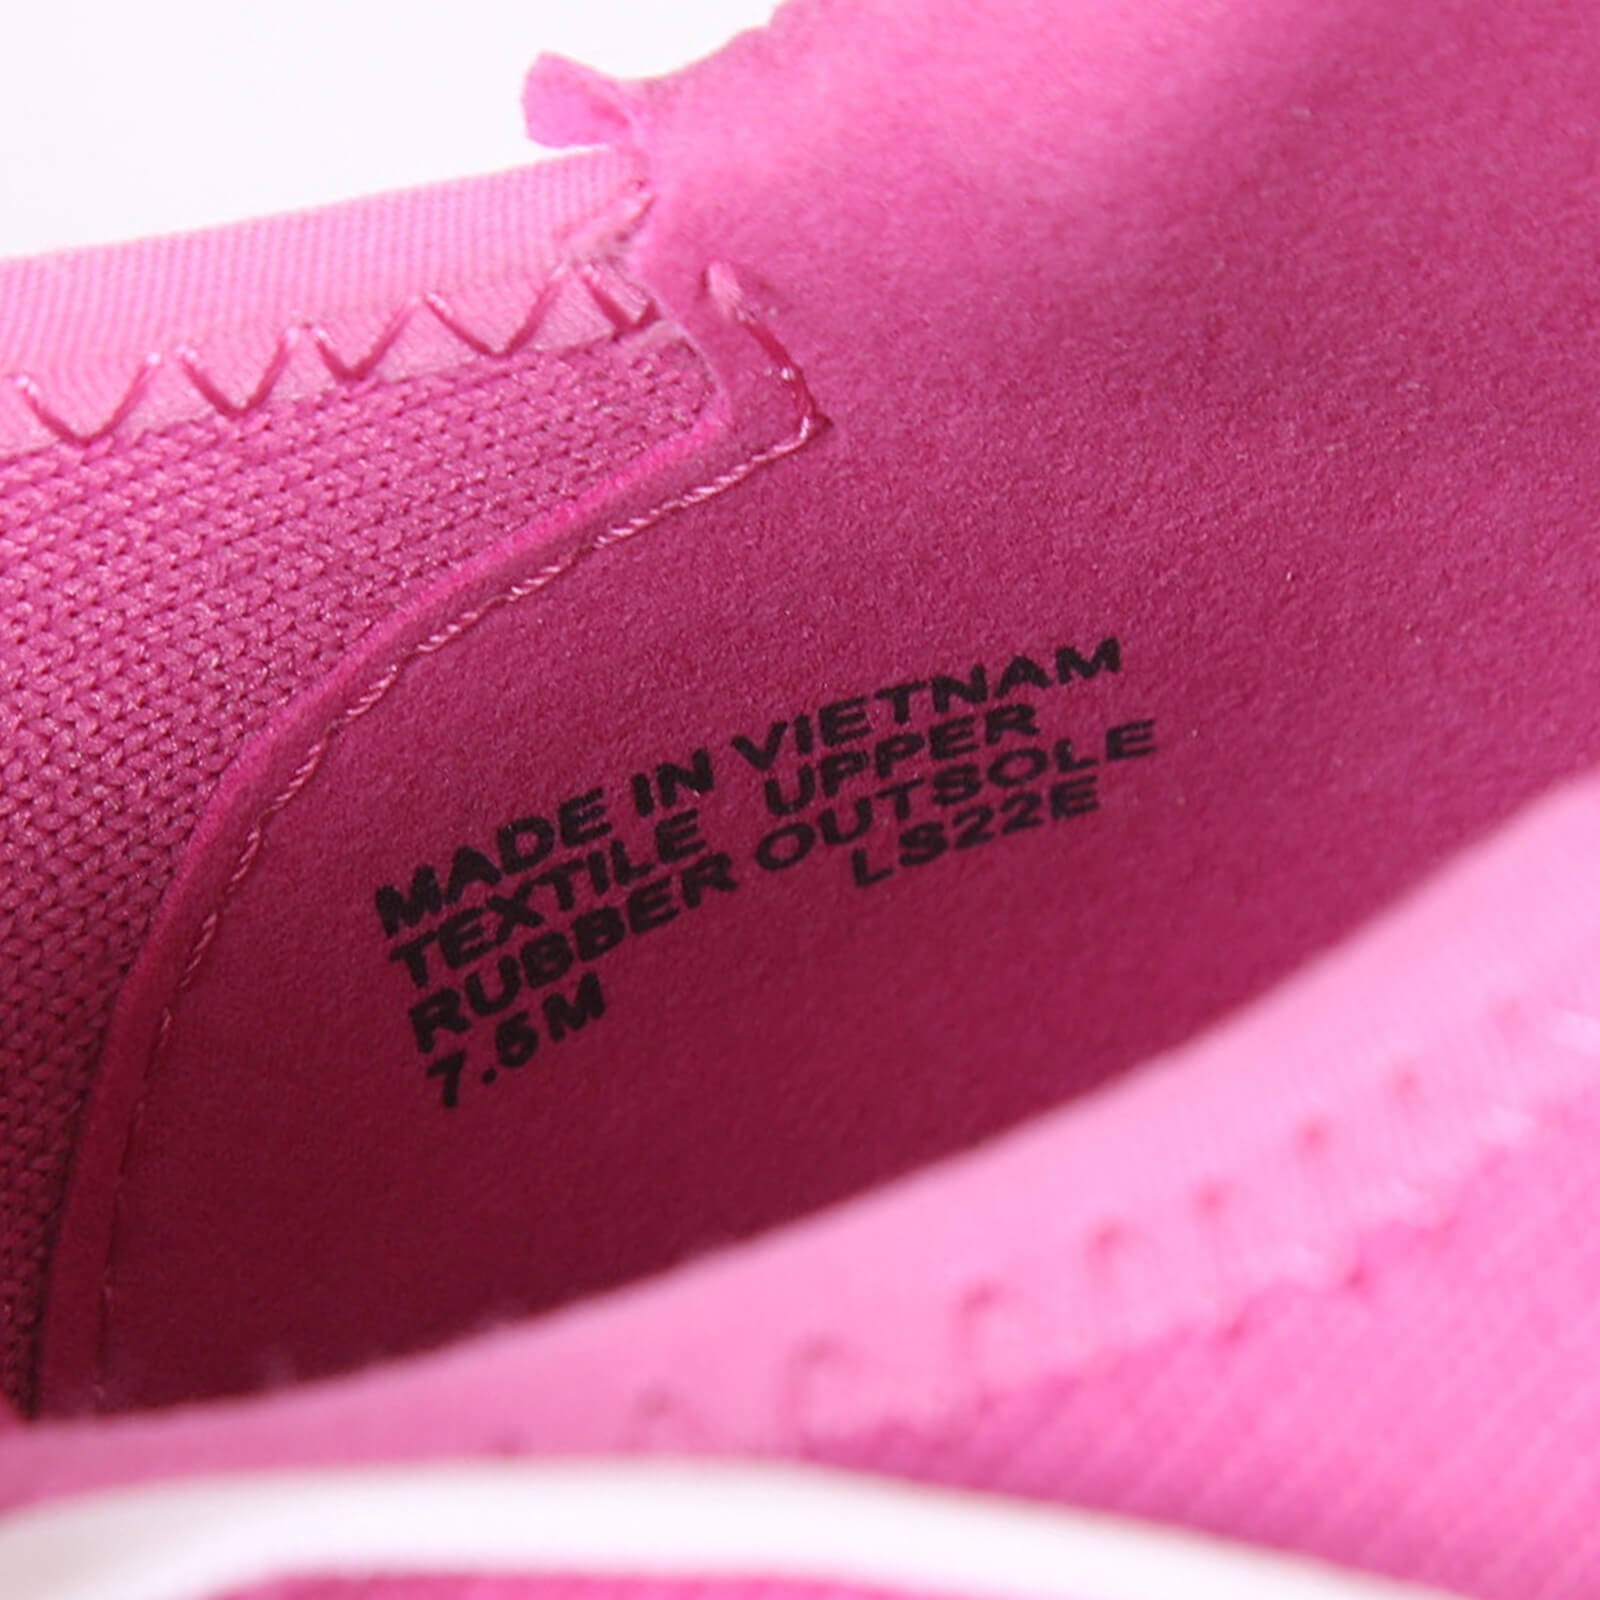 MADE IN VIETNAM
TEXTILE UPPER
RUBBER OUTSOLE
LS22E
7.5M